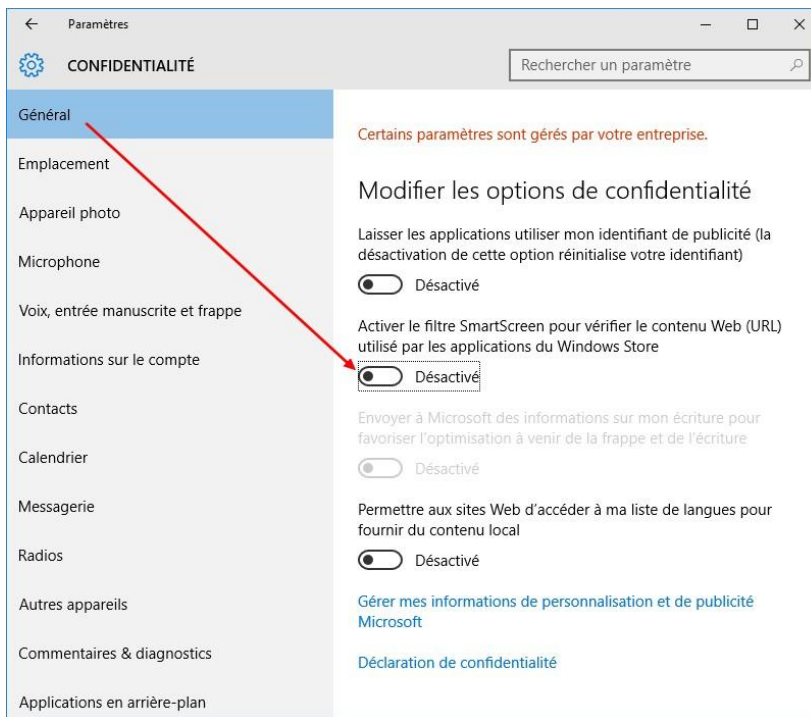 Paramètres
CONFIDENTIALITÉ
Rechercher un paramètre
Général
Emplacement
Appareil photo
Microphone
Voix, entrée manuscrite et frappe
Informations sur le compte
Contacts
Calendrier
Messagerie
Radios
Autres appareils
Commentaires & diagnostics
Applications en arrière-plan
Certains paramètres sont gérés par votre entreprise.
Modifier les options de confidentialité
Laisser les applications utiliser mon identifiant de publicité (la
désactivation de cette option réinitialise votre identifiant)
Désactivé
Activer le filtre SmartScreen pour vérifier le contenu Web (URL)
utilisé par les applications du Windows Store
Désactivé
Envoyer à Microsoft des informations sur mon écriture pour
favoriser l'optimisation à venir de la frappe et de l'écriture
Désactivé
Permettre aux sites Web d'accéder à ma liste de langues pour
fournir du contenu local
Désactivé
Gérer mes informations de personnalisation et de publicité
Microsoft
Déclaration de confidentialité